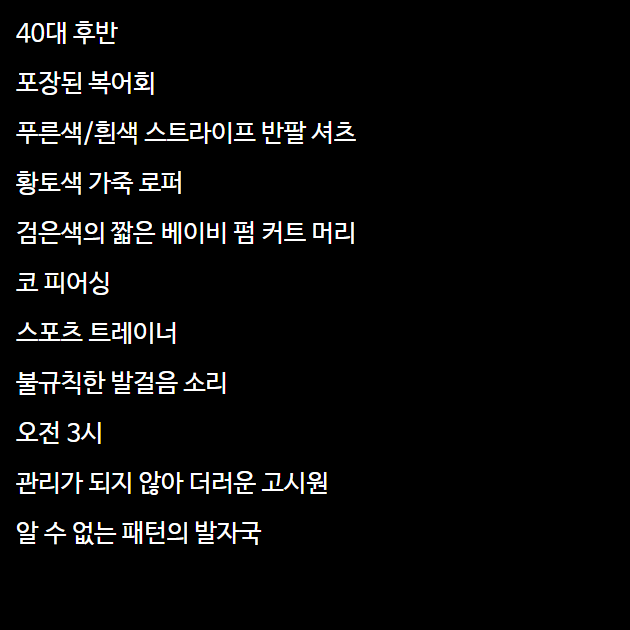 40대 후반
포장된 복어회
푸른색/흰색 스트라이프 반팔 셔츠
황토색 가죽 로퍼
검은색의 짧은 베이비 펌 커트 머리
코 피어싱
스포츠 트레이너
불규칙한 발걸음 소리
오전 3시
관리가 되지 않아 더러운 고시원
알 수 없는 패턴의 발자국